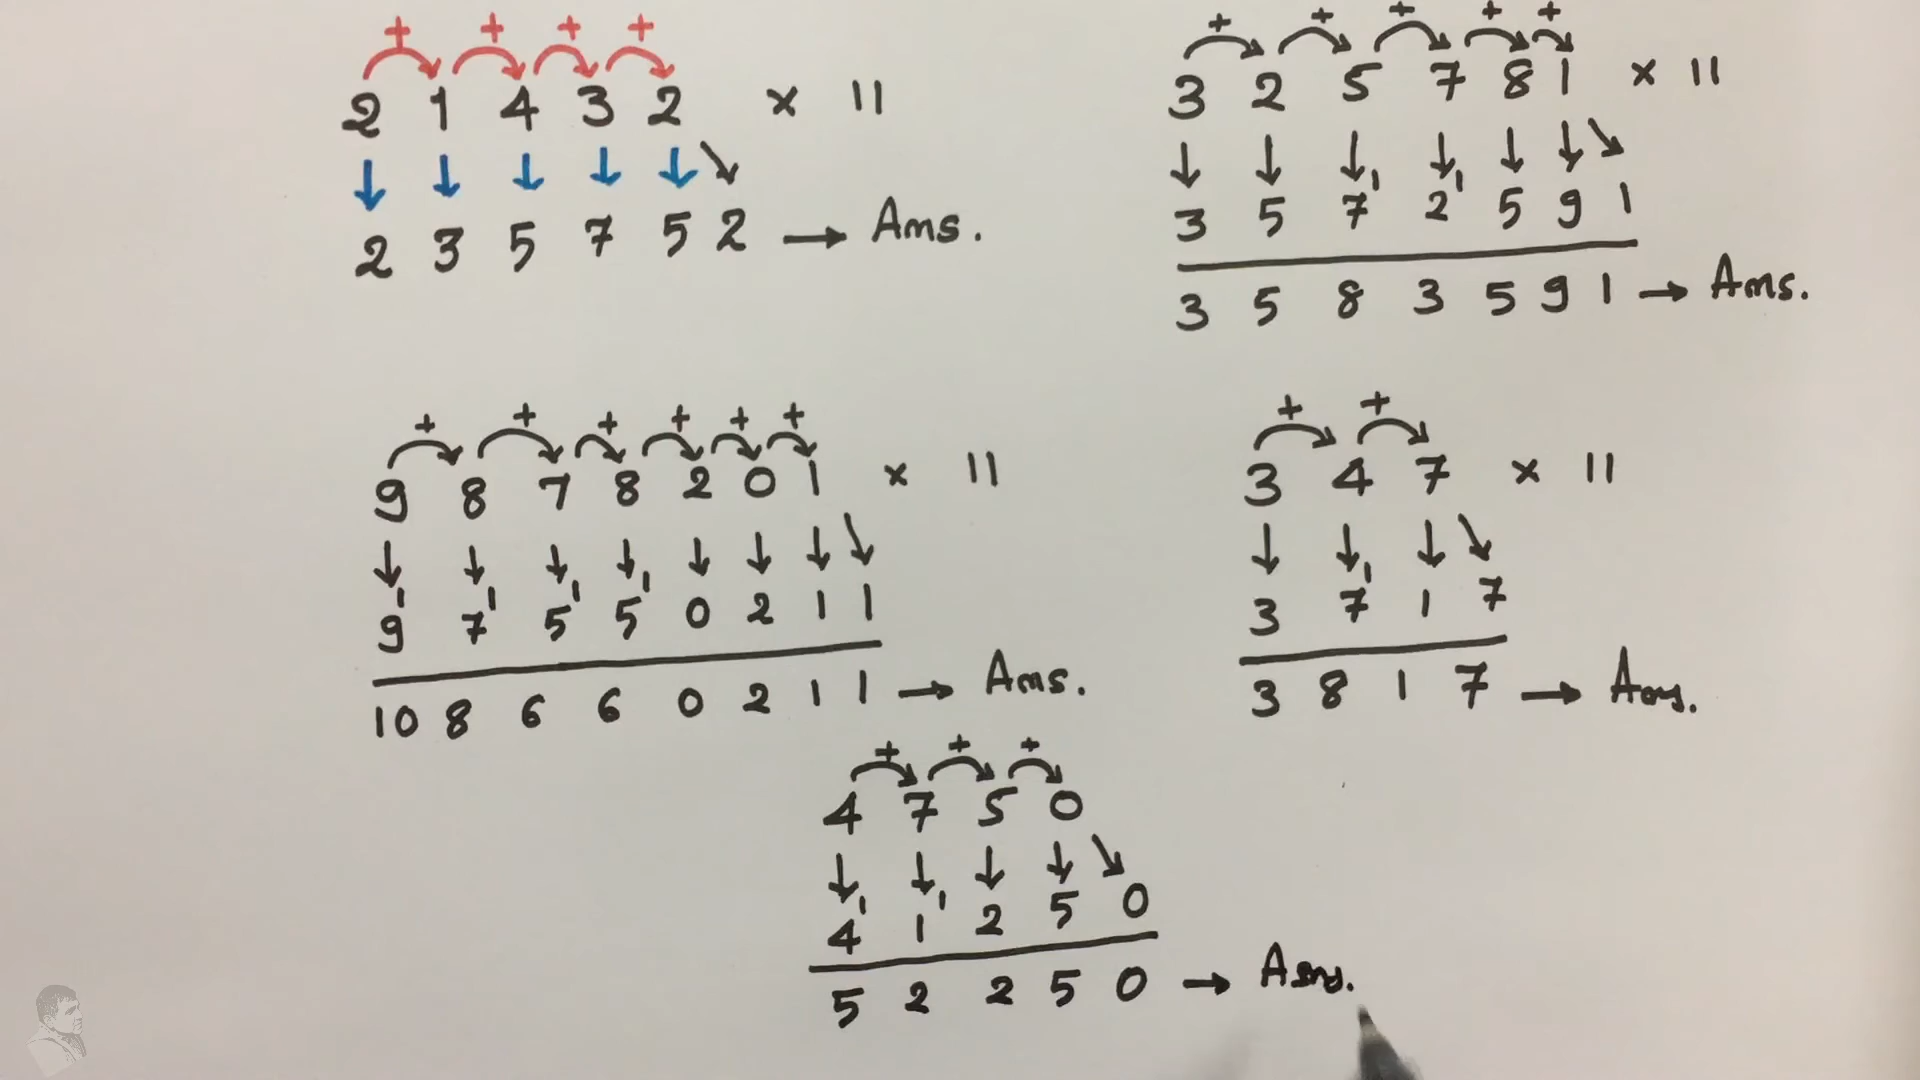 + + + +
2 1 4 3 2 × 11
2 3 5 7 5 2 → Ans.
+ + + + +
3 2 5 7 8 1 × 11
3 5 7 ' 2 ' 5 9 1
3 5 8 3 5 9 1 → Ans.
+ + + + + +
9 8 7 8 2 0 1 × 11
9 ' 7 ' 5 ' 5 ' 0 2 1 1
10 8 6 6 0 2 1 1 → Ans.
+ +
3 4 7 × 11
3 7 ' 1 7
3 8 1 7 → Ans.
+ + +
4 7 5 0
4 ' 1 ' 2 5 0
5 2 2 5 0 → Ans.